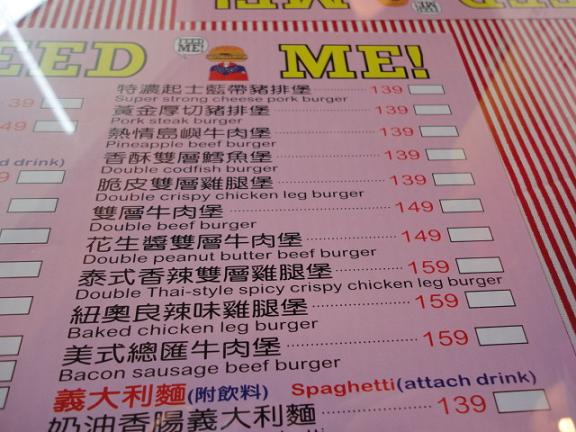 EED ME!
39
特濃起士藍帶豬排堡 139
Super strong cheese pork burger
49
黃金厚切豬排堡 139
Pork steak burger
熱情島嶼牛肉堡 139
Pineapple beef burger
d drink)
香酥雙層鱈魚堡 139
Double codfish burger
9
脆皮雙層雞腿堡 139
Double crispy chicken leg burger
雙層牛肉堡 149
Double beef burger
花生醬雙層牛肉堡 149
Double peanut butter beef burger
泰式香辣雙層雞腿堡 159
Double Thai-style spicy crispy chicken leg burger
紐奧良辣味雞腿堡 159
Baked chicken leg burger
美式總匯牛肉堡 159
Bacon sausage beef burger
義大利麵(附飲料) Spaghetti(attach drink)
奶油香腸義大利麵 139